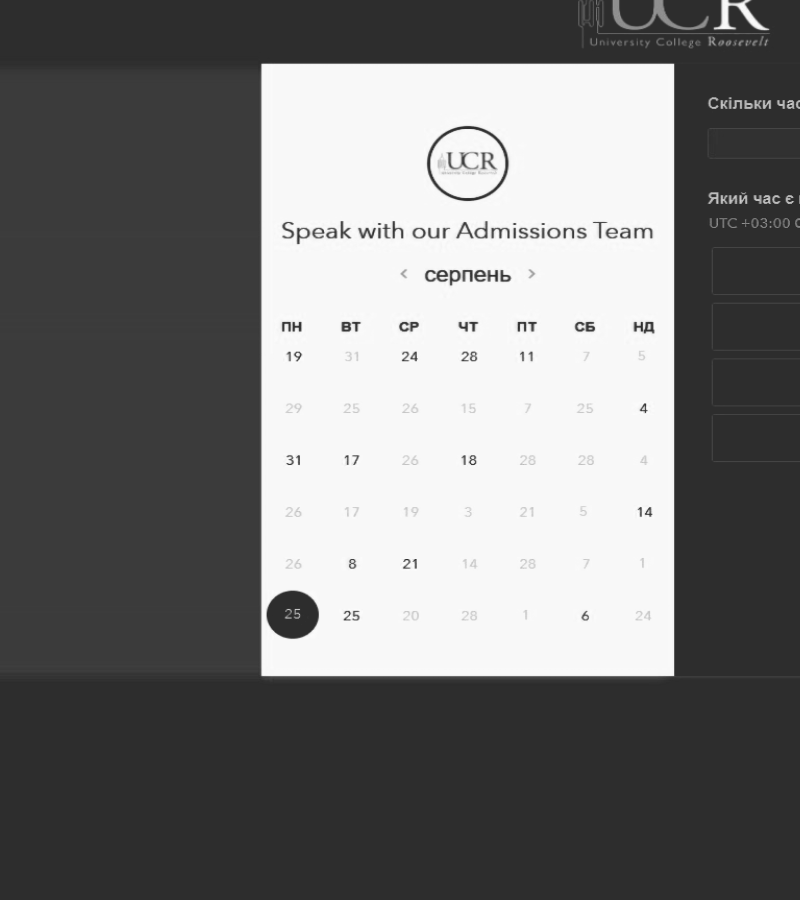 UCR
University College Roosevelt
Скільки час
UCR
Speak with our Admissions Team
Який час є
UTC +03:00
< серпень >
ПН ВТ СР ЧТ ПТ СБ НД
19 31 24 28 11 7 5
29 25 26 15 7 25 4
31 17 26 18 28 28 4
26 17 19 3 21 5 14
26 8 21 14 28 7 1
25 25 20 28 1 6 24